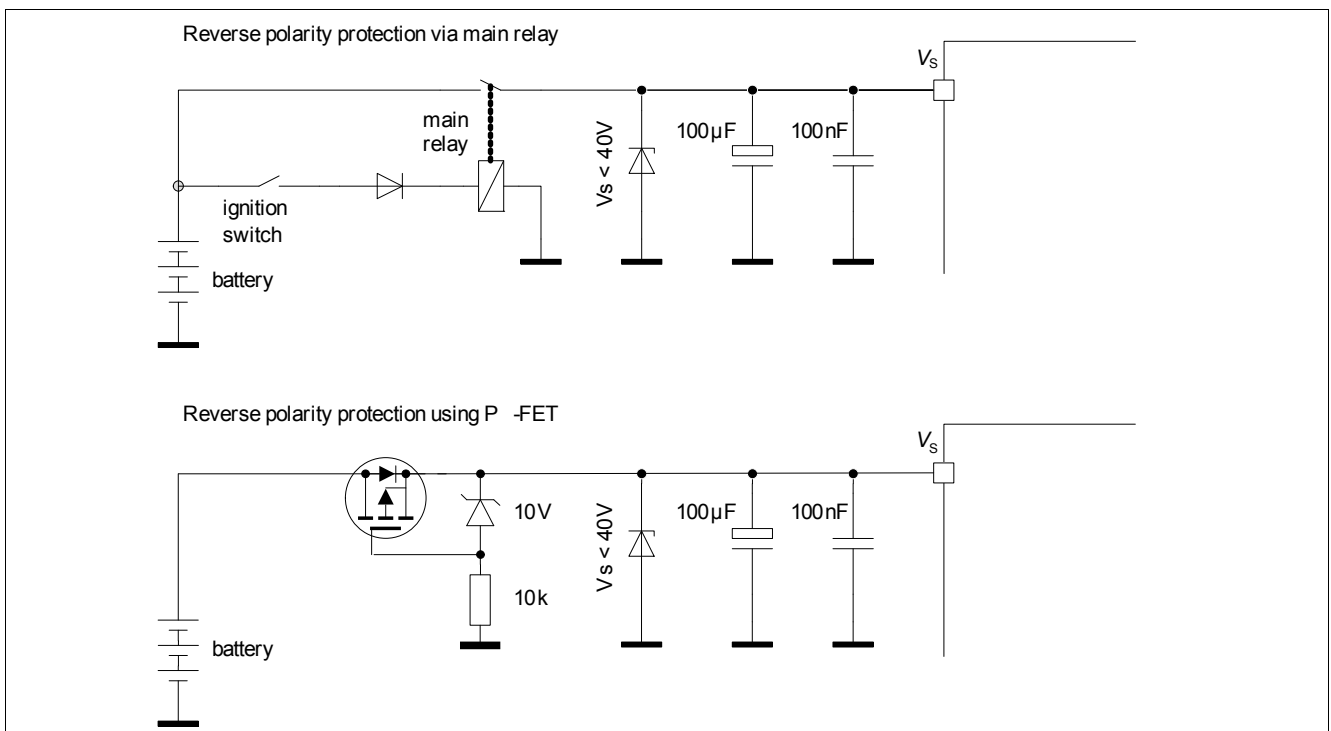 Reverse polarity protection via main relay
VS
main
relay
Vs < 40V
100µF
100nF
ignition
switch
battery
Reverse polarity protection using P -FET
VS
10V
Vs < 40V
100µF
100nF
10k
battery